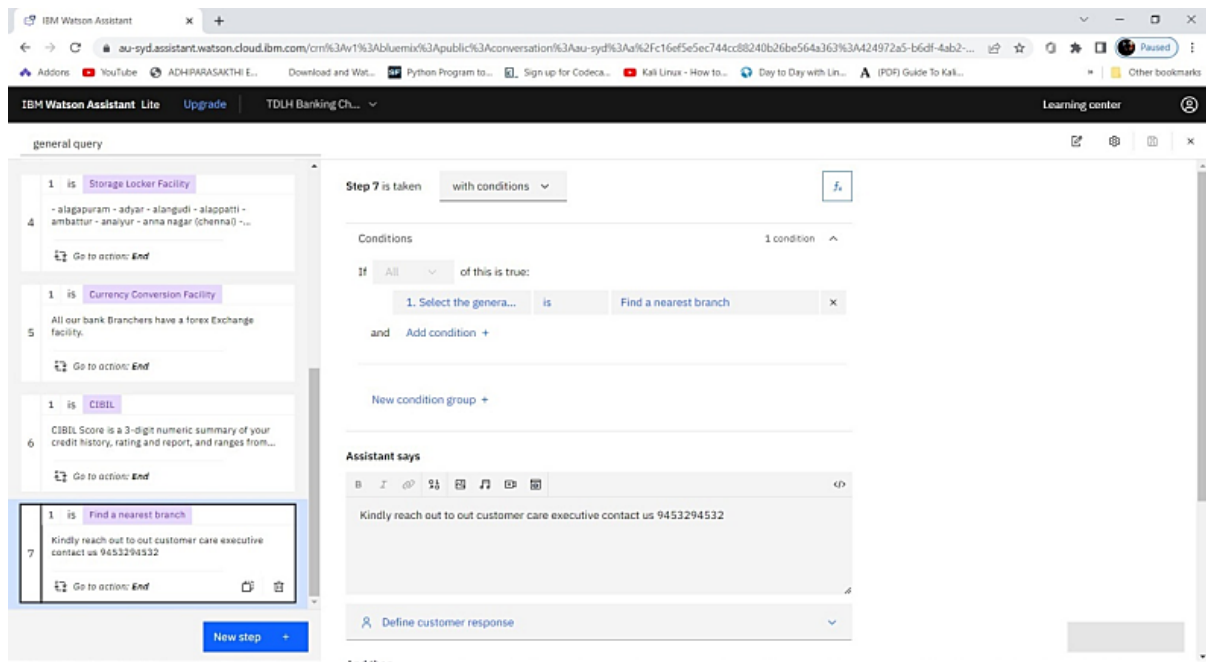 IBM Watson Assistant
au-syd.assistant.watson.cloud.ibm.com/crn%3Av1%3Abluemix%3Apublic%3Aconversation%3Aau-syd%3Aa%2Fc16ef5e5ec744cc88240b26be564a363%3A424972a5-b6df-4ab2-...
Paused
Addons YouTube ADHIPARASAKTHI E... Download and Wat... Python Program to... Sign up for Codeca... Kali Linux - How to... Day to Day with Lin... (PDF) Guide To Kali... » Other bookmarks
IBM Watson Assistant Lite Upgrade TDLH Banking Ch... Learning center
general query
1 is Storage Locker Facility
4
- alagapuram - adyar - alangudi - alappatti -
ambattur - anaiyur - anna nagar (chennai) -...
Go to action: End
1 is Currency Conversion Facility
5
All our bank Branchers have a forex Exchange
facility.
Go to action: End
1 is CIBIL
6
CIBIL Score is a 3-digit numeric summary of your
credit history, rating and report, and ranges from...
Go to action: End
1 is Find a nearest branch
7
Kindly reach out to out customer care executive
contact us 9453294532
Go to action: End
New step +
Step 7 is taken with conditions
fx
Conditions 1 condition
If All of this is true:
1. Select the genera... is Find a nearest branch
and Add condition +
New condition group +
Assistant says
B I </>
Kindly reach out to out customer care executive contact us 9453294532
Define customer response